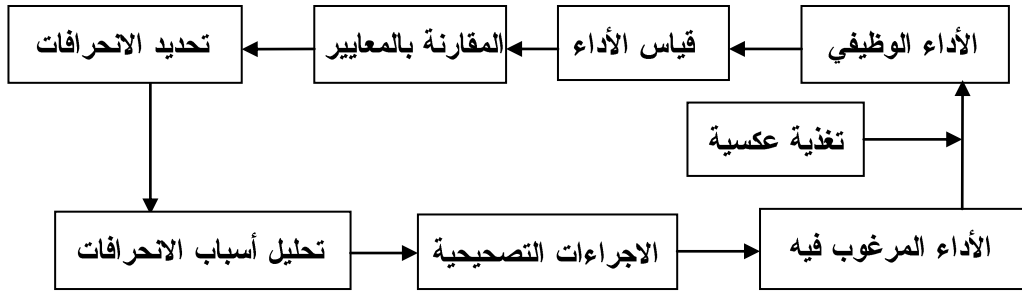 الأداء الوظيفي
قياس الأداء
المقارنة بالمعايير
تحديد الانحرافات
تغذية عكسية
تحليل أسباب الانحرافات
الاجراءات التصحيحية
الأداء المرغوب فيه